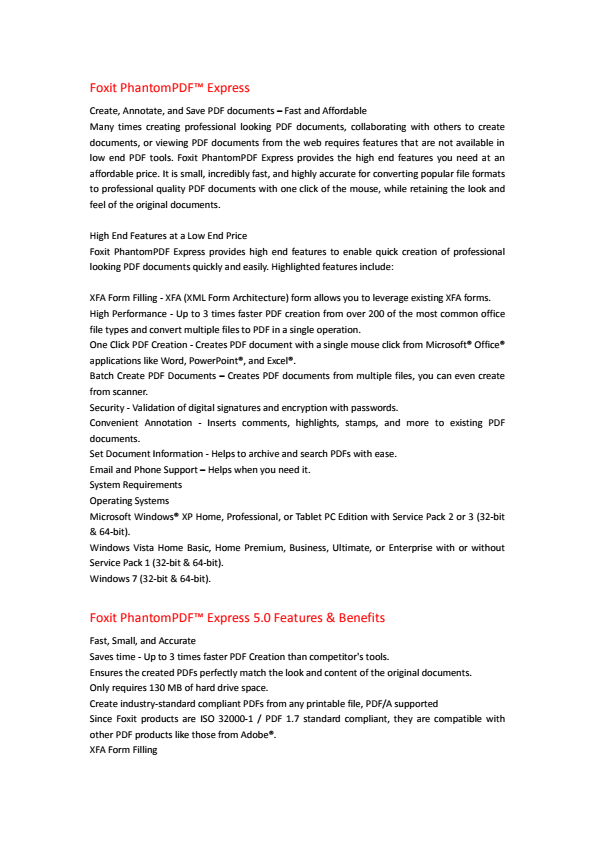 Foxit PhantomPDF™ Express
Create, Annotate, and Save PDF documents – Fast and Affordable
Many times creating professional looking PDF documents, collaborating with others to create
documents, or viewing PDF documents from the web requires features that are not available in
low end PDF tools. Foxit PhantomPDF Express provides the high end features you need at an
affordable price. It is small, incredibly fast, and highly accurate for converting popular file formats
to professional quality PDF documents with one click of the mouse, while retaining the look and
feel of the original documents.
High End Features at a Low End Price
Foxit PhantomPDF Express provides high end features to enable quick creation of professional
looking PDF documents quickly and easily. Highlighted features include:
XFA Form Filling - XFA (XML Form Architecture) form allows you to leverage existing XFA forms.
High Performance - Up to 3 times faster PDF creation from over 200 of the most common office
file types and convert multiple files to PDF in a single operation.
One Click PDF Creation - Creates PDF document with a single mouse click from Microsoft® Office®
applications like Word, PowerPoint®, and Excel®.
Batch Create PDF Documents – Creates PDF documents from multiple files, you can even create
from scanner.
Security - Validation of digital signatures and encryption with passwords.
Convenient Annotation - Inserts comments, highlights, stamps, and more to existing PDF
documents.
Set Document Information - Helps to archive and search PDFs with ease.
Email and Phone Support – Helps when you need it.
System Requirements
Operating Systems
Microsoft Windows® XP Home, Professional, or Tablet PC Edition with Service Pack 2 or 3 (32-bit
& 64-bit).
Windows Vista Home Basic, Home Premium, Business, Ultimate, or Enterprise with or without
Service Pack 1 (32-bit & 64-bit).
Windows 7 (32-bit & 64-bit).
Foxit PhantomPDF™ Express 5.0 Features & Benefits
Fast, Small, and Accurate
Saves time - Up to 3 times faster PDF Creation than competitor's tools.
Ensures the created PDFs perfectly match the look and content of the original documents.
Only requires 130 MB of hard drive space.
Create industry-standard compliant PDFs from any printable file, PDF/A supported
Since Foxit products are ISO 32000-1 / PDF 1.7 standard compliant, they are compatible with
other PDF products like those from Adobe®.
XFA Form Filling